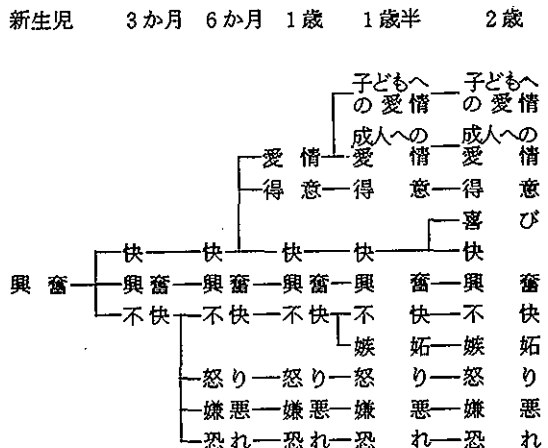 新生児 3か月 6か月 1歳 1歳半 2歳
子どもへ 子どもへ
の愛情 の愛情
成人への 成人への
愛情 愛情 愛情
得意 得意 得意
喜び
快 快 快 快 快
興奮 興奮 興奮 興奮 興奮 興奮
不快 不快 不快 不快 不快
嫉妬 嫉妬
怒り 怒り 怒り 怒り
嫌悪 嫌悪 嫌悪 嫌悪
恐れ 恐れ 恐れ 恐れ